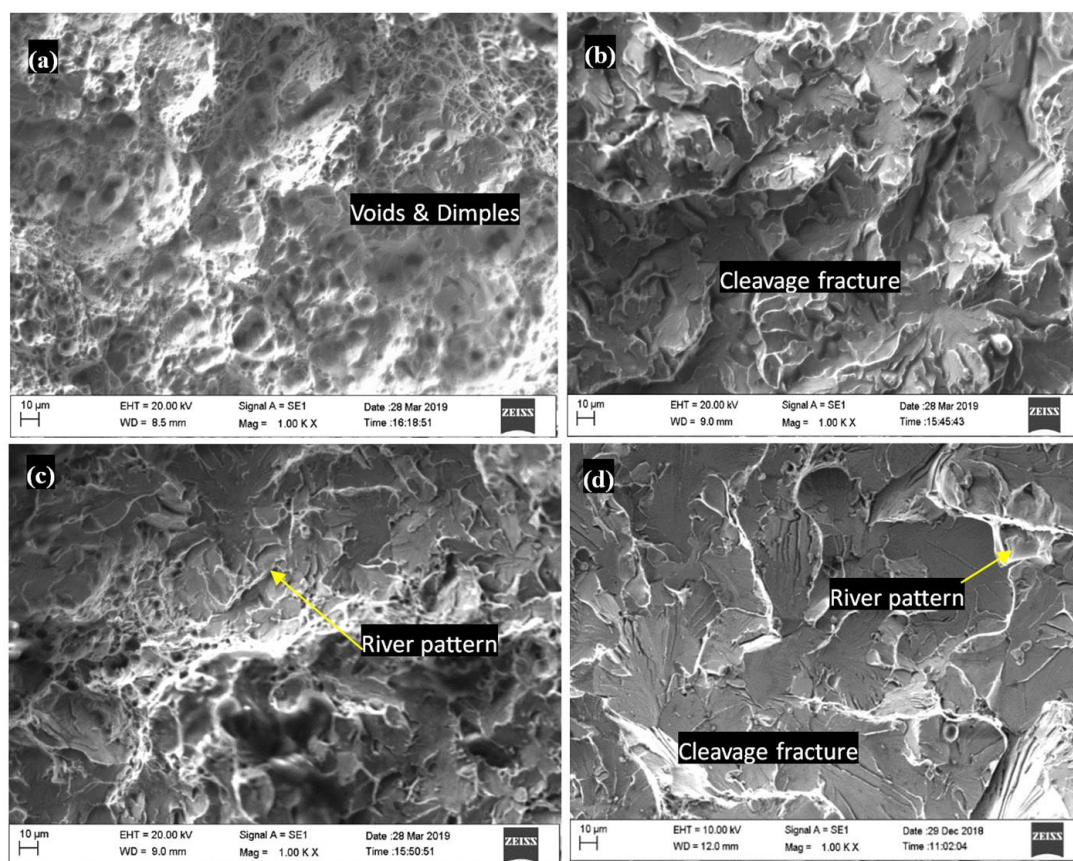 (a)
Voids & Dimples
10 µm EHT = 20.00 kV Signal A = SE1 Date :28 Mar 2019 ZEISS
WD = 8.5 mm Mag = 1.00 K X Time :16:18:51
(b)
Cleavage fracture
10 µm EHT = 20.00 kV Signal A = SE1 Date :28 Mar 2019 ZEISS
WD = 9.0 mm Mag = 1.00 K X Time :15:45:43
(c)
River pattern
10 µm EHT = 20.00 kV Signal A = SE1 Date :28 Mar 2019 ZEISS
WD = 9.0 mm Mag = 1.00 K X Time :15:50:51
(d)
River pattern
Cleavage fracture
10 µm EHT = 10.00 kV Signal A = SE1 Date :29 Dec 2018 ZEISS
WD = 12.0 mm Mag = 1.00 K X Time :11:02:04